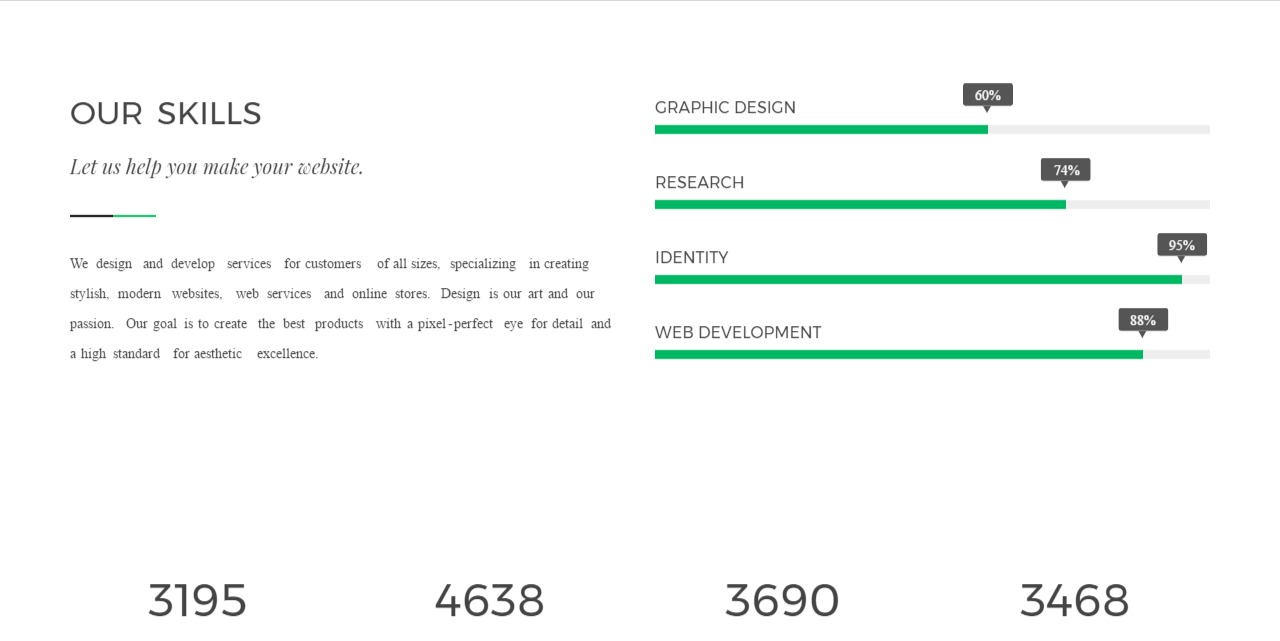 OUR SKILLS
Let us help you make your website.
We design and develop services for customers of all sizes, specializing in creating
stylish, modern websites, web services and online stores. Design is our art and our
passion. Our goal is to create the best products with a pixel-perfect eye for detail and
a high standard for aesthetic excellence.
60%
GRAPHIC DESIGN
74%
RESEARCH
95%
IDENTITY
88%
WEB DEVELOPMENT
3195 4638 3690 3468